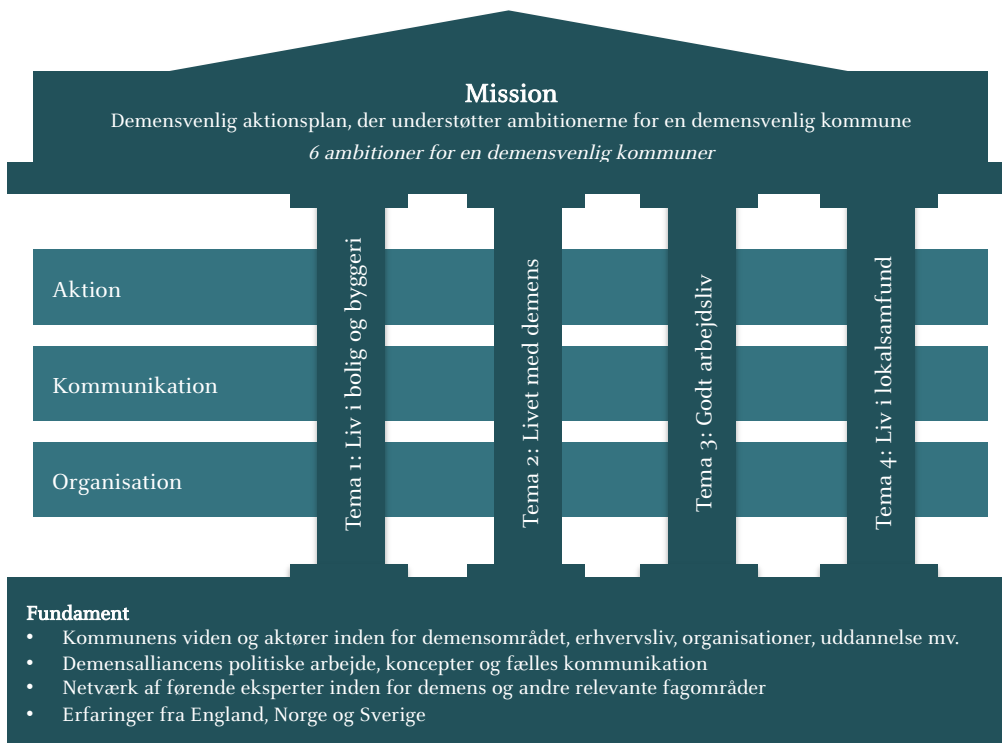 Mission
Demensvenlig aktionsplan, der understøtter ambitionerne for en demensvenlig kommune
6 ambitioner for en demensvenlig kommuner
Aktion
Kommunikation
Organisation
Tema 1: Liv i bolig og byggeri
Tema 2: Livet med demens
Tema 3: Godt arbejdsliv
Tema 4: Liv i lokalsamfund
Fundament
• Kommunens viden og aktører inden for demensområdet, erhvervsliv, organisationer, uddannelse mv.
• Demensalliancens politiske arbejde, koncepter og fælles kommunikation
• Netværk af førende eksperter inden for demens og andre relevante fagområder
• Erfaringer fra England, Norge og Sverige